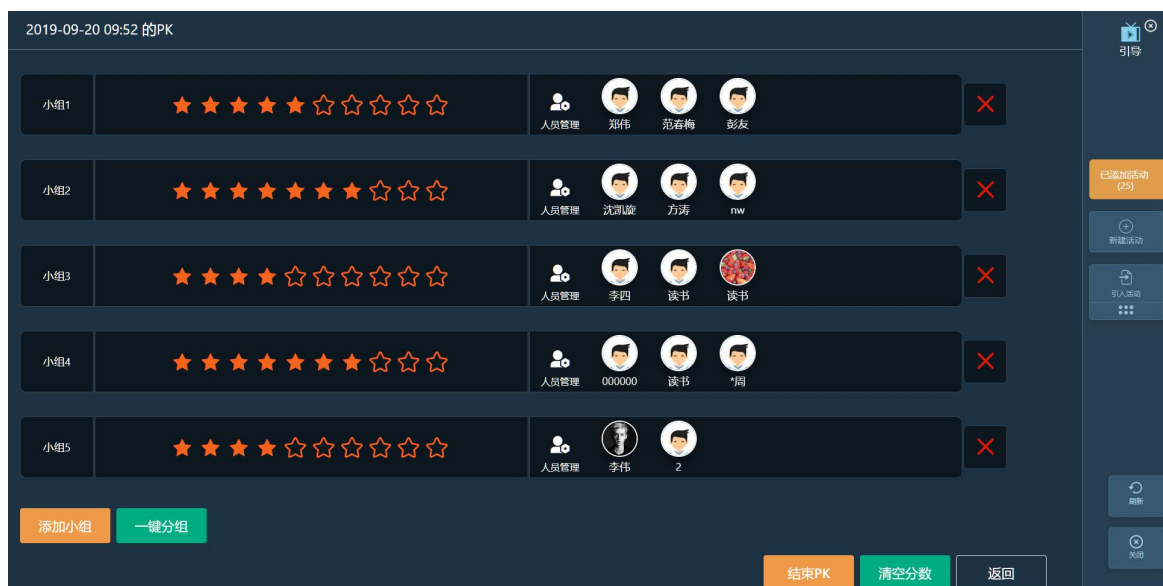 2019-09-20 09:52 的PK
引导
小组1
人员管理
郑伟
范春梅
彭友
小组2
人员管理
沈凯旋
方涛
nw
已添加活动
(25)
新建活动
小组3
人员管理
李四
读书
读书
引入活动
小组4
人员管理
000000
读书
*周
小组5
人员管理
李伟
2
刷新
添加小组
一键分组
关闭
结束PK
清空分数
返回